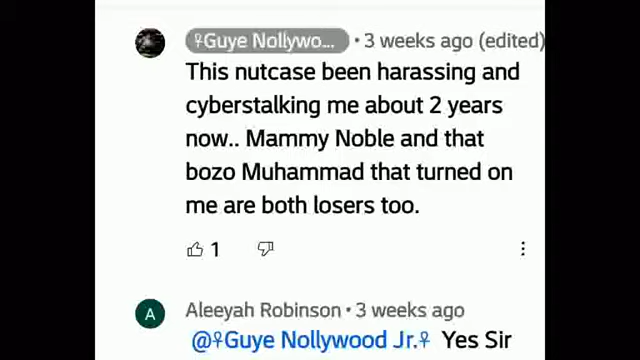 ♀Guye Nollywo... • 3 weeks ago (edited)
This nutcase been harassing and
cyberstalking me about 2 years
now.. Mammy Noble and that
bozo Muhammad that turned on
me are both losers too.
1
A
Aleeyah Robinson • 3 weeks ago
@♀Guye Nollywood Jr.♀ Yes Sir